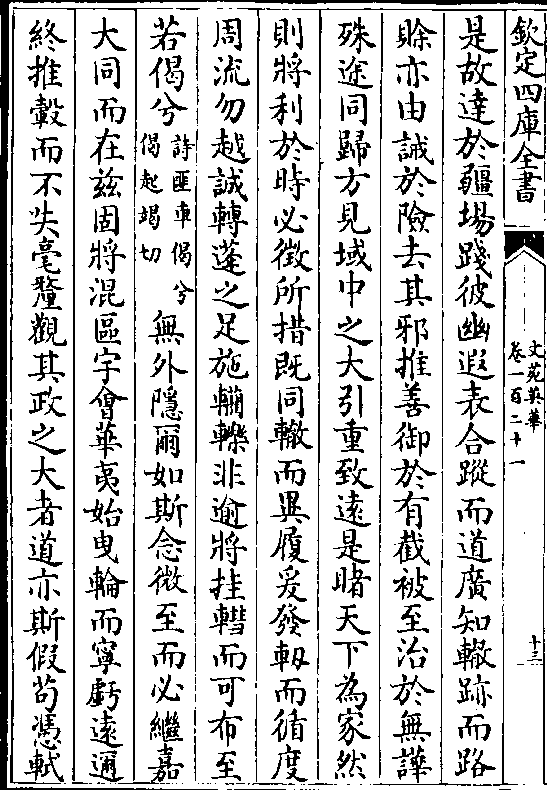 欽定四庫全書
文苑英華
卷一百二十一
十三
是故達於疆場踐彼幽遐表合蹤而道廣知轍跡而路
賒亦由誠於險去其邪推善御於有截被至治於無譁
殊途同歸方見域中之大引重致遠是睹天下為家然
則將利於時必徵所措既同轍而異履爰發軔而循度
周流勿越誠轉蓬之足施轥轢非逾將挂轊而可布至
若偈兮
詩匪車偈兮
偈起竭切
無外隱爾如斯念微至而必繼嘉
大同而在兹固將混區宇會華夷始曳輪而寧虧遠邇
終推轂而不失毫釐觀其政之大者道亦斯假苟憑軾